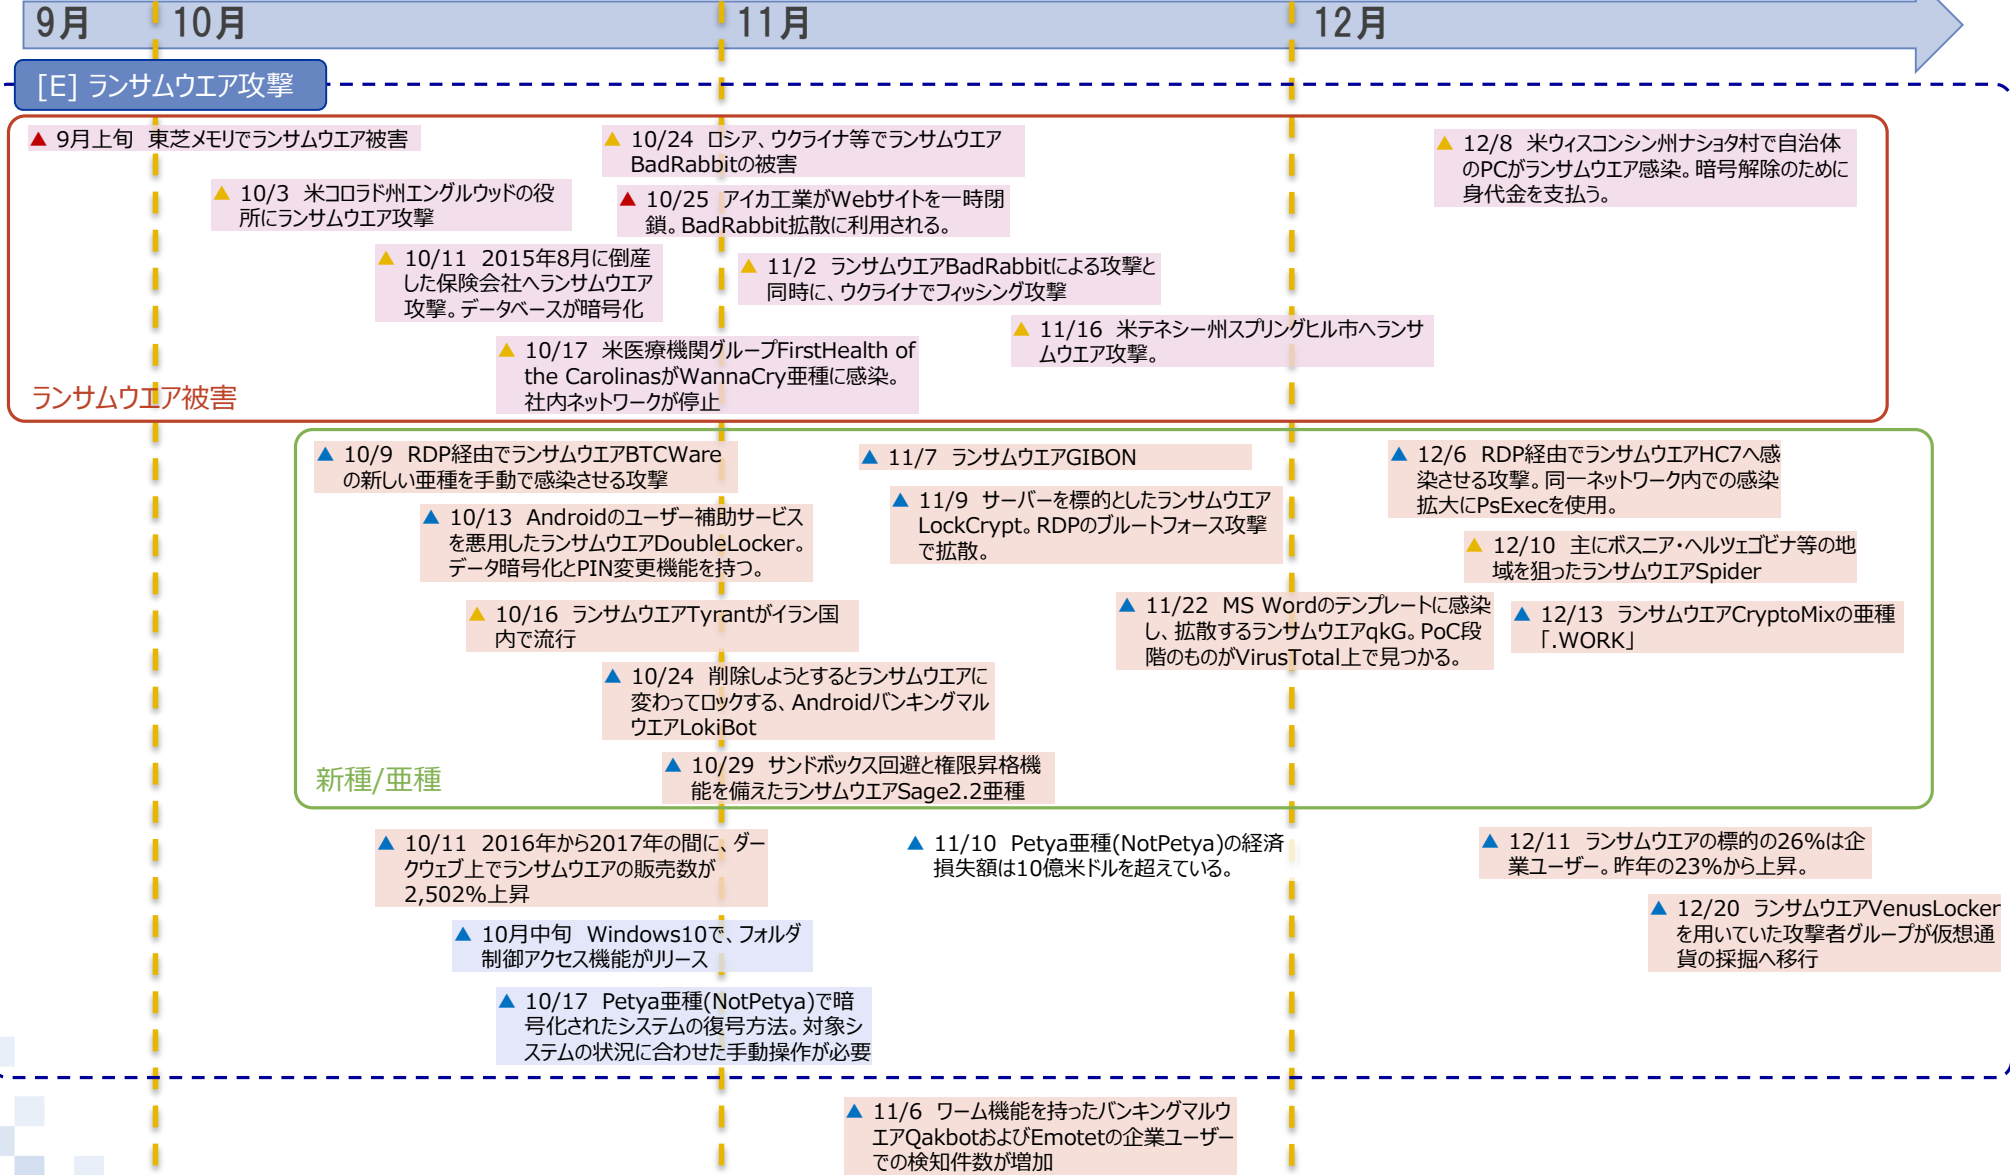 9月
10月
11月
12月
[E] ランサムウエア攻撃
▲ 9月上旬 東芝メモリでランサムウエア被害
▲ 10/3 米コロラド州エングルウッドの役
所にランサムウエア攻撃
▲ 10/11 2015年8月に倒産
した保険会社へランサムウエア
攻撃。データベースが暗号化
▲ 10/17 米医療機関グループFirstHealth of
the CarolinasがWannaCry亜種に感染。
社内ネットワークが停止
▲ 10/24 ロシア、ウクライナ等でランサムウエア
BadRabbitの被害
▲ 10/25 アイカ工業がWebサイトを一時閉
鎖。BadRabbit拡散に利用される。
▲ 11/2 ランサムウエアBadRabbitによる攻撃と
同時に、ウクライナでフィッシング攻撃
▲ 11/16 米テネシー州スプリングヒル市へランサ
ムウエア攻撃。
▲ 12/8 米ウィスコンシン州ナショタ村で自治体
のPCがランサムウエア感染。暗号解除のために
身代金を支払う。
ランサムウエア被害
▲ 10/9 RDP経由でランサムウエアBTCWare
の新しい亜種を手動で感染させる攻撃
▲ 10/13 Androidのユーザー補助サービス
を悪用したランサムウエアDoubleLocker。
データ暗号化とPIN変更機能を持つ。
▲ 10/16 ランサムウエアTyrantがイラン国
内で流行
▲ 10/24 削除しようとするとランサムウエアに
変わってロックする、Androidバンキングマル
ウエアLokiBot
▲ 10/29 サンドボックス回避と権限昇格機
能を備えたランサムウエアSage2.2亜種
▲ 11/7 ランサムウエアGIBON
▲ 11/9 サーバーを標的としたランサムウエア
LockCrypt。RDPのブルートフォース攻撃
で拡散。
▲ 11/22 MS Wordのテンプレートに感染
し、拡散するランサムウエアqkG。PoC段
階のものがVirusTotal上で見つかる。
▲ 12/6 RDP経由でランサムウエアHC7へ感
染させる攻撃。同一ネットワーク内での感染
拡大にPsExecを使用。
▲ 12/10 主にボスニア・ヘルツェゴビナ等の地
域を狙ったランサムウエアSpider
▲ 12/13 ランサムウエアCryptoMixの亜種
「.WORK」
新種/亜種
▲ 10/11 2016年から2017年の間に、ダー
クウェブ上でランサムウエアの販売数が
2,502%上昇
▲ 10月中旬 Windows10で、フォルダ
制御アクセス機能がリリース
▲ 10/17 Petya亜種(NotPetya)で暗
号化されたシステムの復号方法。対象シ
ステムの状況に合わせた手動操作が必要
▲ 11/10 Petya亜種(NotPetya)の経済
損失額は10億米ドルを超えている。
▲ 12/11 ランサムウエアの標的の26%は企
業ユーザー。昨年の23%から上昇。
▲ 12/20 ランサムウエアVenusLocker
を用いていた攻撃者グループが仮想通
貨の採掘へ移行
▲ 11/6 ワーム機能を持ったバンキングマルウ
エアQakbotおよびEmotetの企業ユーザー
での検知件数が増加